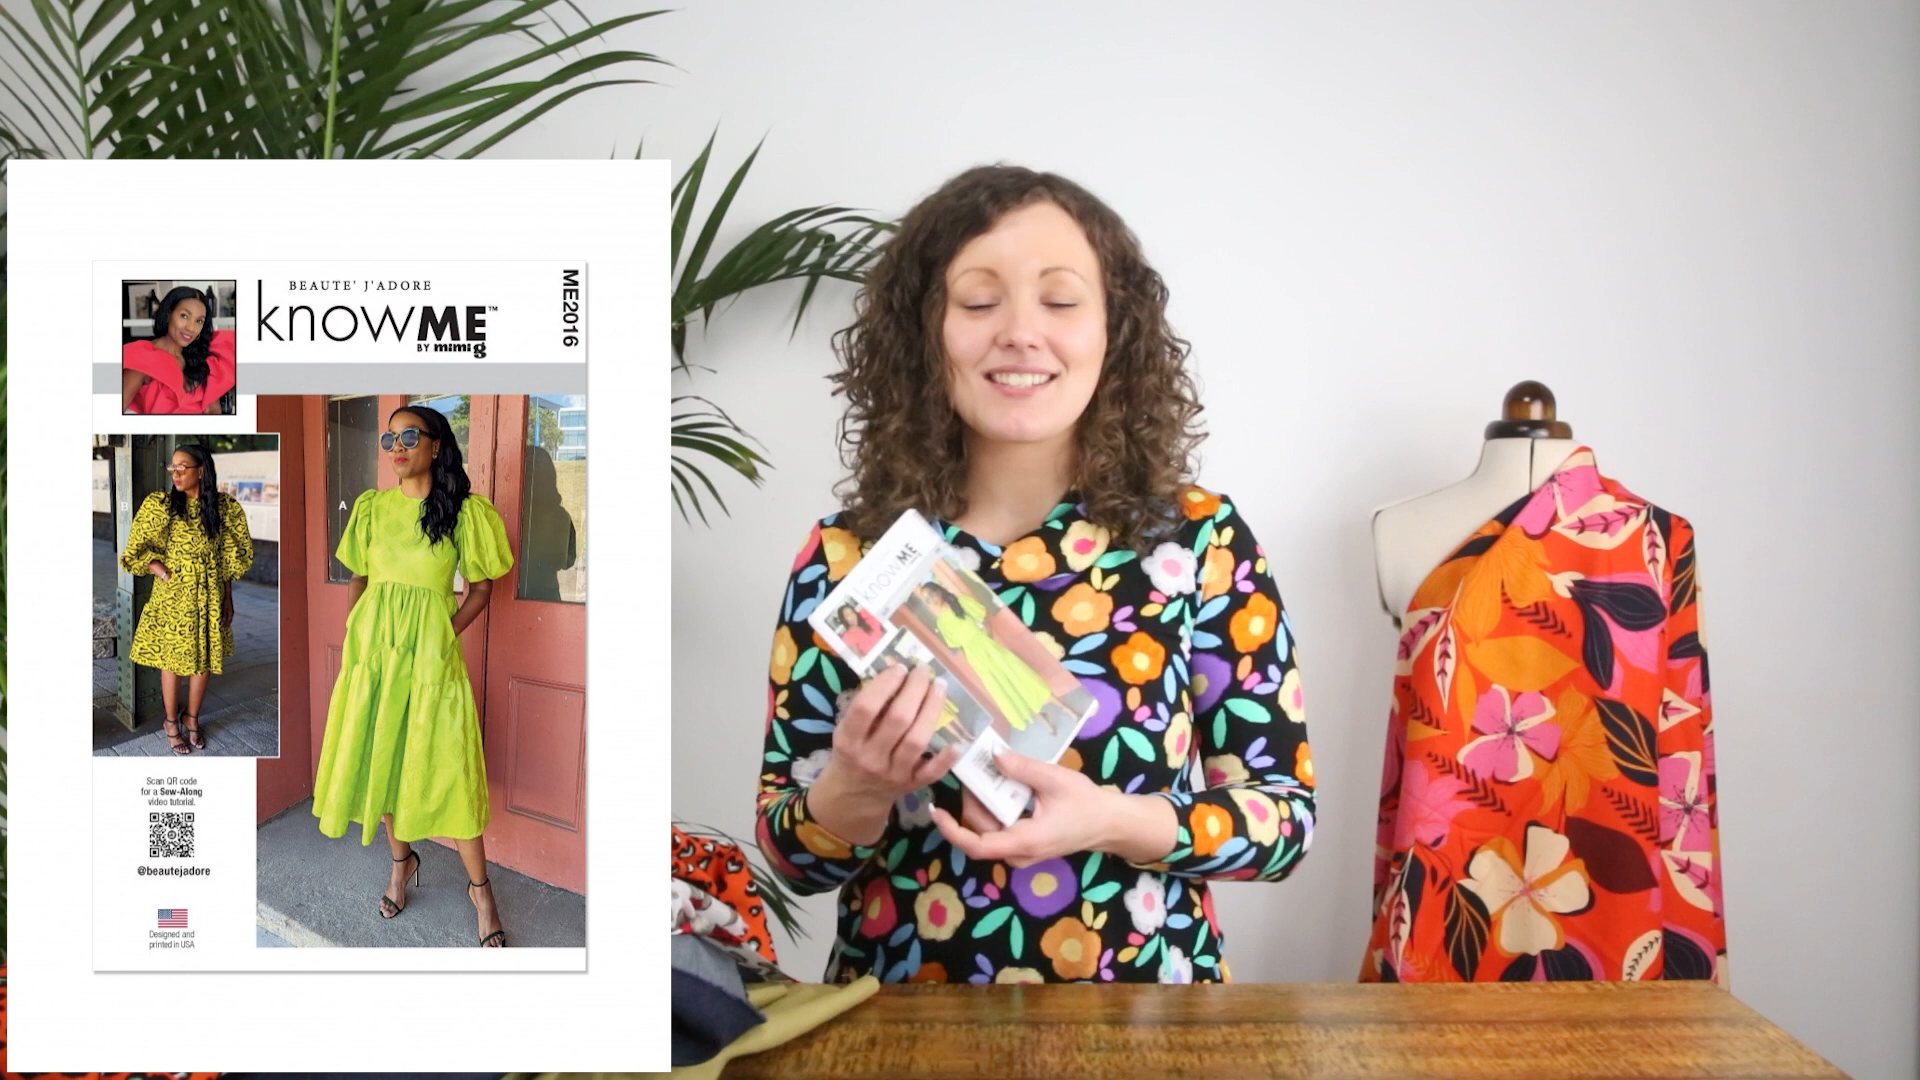 BEAUTE' J'ADORE
knowME™
BY mimi g
ME2016
B
A
Scan QR code
for a Sew-Along
video tutorial.
@beautejadore
Designed and
printed in USA
knowME